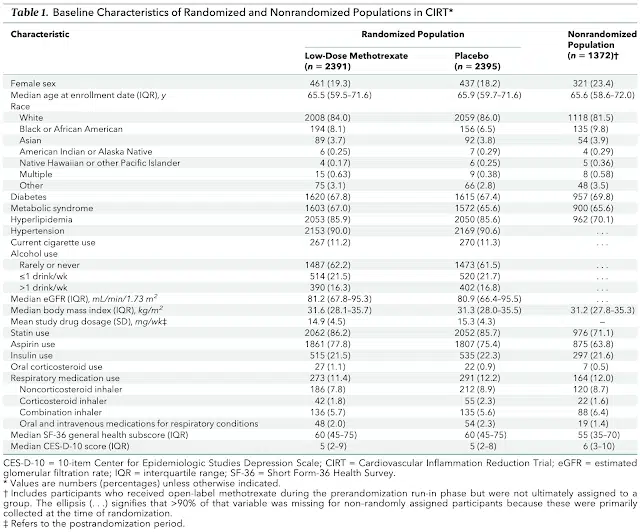 Table 1. Baseline Characteristics of Randomized and Nonrandomized Populations in CIRT*
Characteristic Randomized Population Nonrandomized Population (n = 1372)†
Low-Dose Methotrexate (n = 2391) Placebo (n = 2395)
Female sex 461 (19.3) 437 (18.2) 321 (23.4)
Median age at enrollment date (IQR), y 65.5 (59.5–71.6) 65.9 (59.7–71.6) 65.6 (58.6–72.0)
Race
White 2008 (84.0) 2059 (86.0) 1118 (81.5)
Black or African American 194 (8.1) 156 (6.5) 135 (9.8)
Asian 89 (3.7) 92 (3.8) 54 (3.9)
American Indian or Alaska Native 6 (0.25) 7 (0.29) 4 (0.29)
Native Hawaiian or other Pacific Islander 4 (0.17) 6 (0.25) 5 (0.36)
Multiple 15 (0.63) 9 (0.38) 8 (0.58)
Other 75 (3.1) 66 (2.8) 48 (3.5)
Diabetes 1620 (67.8) 1615 (67.4) 957 (69.8)
Metabolic syndrome 1603 (67.0) 1572 (65.6) 900 (65.6)
Hyperlipidemia 2053 (85.9) 2050 (85.6) 962 (70.1)
Hypertension 2153 (90.0) 2169 (90.6) . . .
Current cigarette use 267 (11.2) 270 (11.3) . . .
Alcohol use
Rarely or never 1487 (62.2) 1473 (61.5) . . .
≤1 drink/wk 514 (21.5) 520 (21.7) . . .
>1 drink/wk 390 (16.3) 402 (16.8) . . .
Median eGFR (IQR), mL/min/1.73 m² 81.2 (67.8–95.3) 80.9 (66.4–95.5) . . .
Median body mass index (IQR), kg/m² 31.6 (28.1–35.7) 31.3 (28.0–35.5) 31.2 (27.8–35.3)
Mean study drug dosage (SD), mg/wk‡ 14.9 (4.5) 15.3 (4.3) –
Statin use 2062 (86.2) 2052 (85.7) 976 (71.1)
Aspirin use 1861 (77.8) 1807 (75.4) 875 (63.8)
Insulin use 515 (21.5) 535 (22.3) 297 (21.6)
Oral corticosteroid use 27 (1.1) 22 (0.9) 7 (0.5)
Respiratory medication use 273 (11.4) 291 (12.2) 164 (12.0)
Noncorticosteroid inhaler 186 (7.8) 212 (8.9) 120 (8.7)
Corticosteroid inhaler 42 (1.8) 55 (2.3) 22 (1.6)
Combination inhaler 136 (5.7) 135 (5.6) 88 (6.4)
Oral and intravenous medications for respiratory conditions 48 (2.0) 54 (2.3) 19 (1.4)
Median SF-36 general health subscore (IQR) 60 (45–75) 60 (45–75) 55 (35–70)
Median CES-D-10 score (IQR) 5 (2–9) 5 (2–8) 6 (3–10)
CES-D-10 = 10-item Center for Epidemiologic Studies Depression Scale; CIRT = Cardiovascular Inflammation Reduction Trial; eGFR = estimated
glomerular filtration rate; IQR = interquartile range; SF-36 = Short Form-36 Health Survey.
* Values are numbers (percentages) unless otherwise indicated.
† Includes participants who received open-label methotrexate during the prerandomization run-in phase but were not ultimately assigned to a
group. The ellipsis (. . .) signifies that >90% of that variable was missing for non-randomly assigned participants because these were primarily
collected at the time of randomization.
‡ Refers to the postrandomization period.